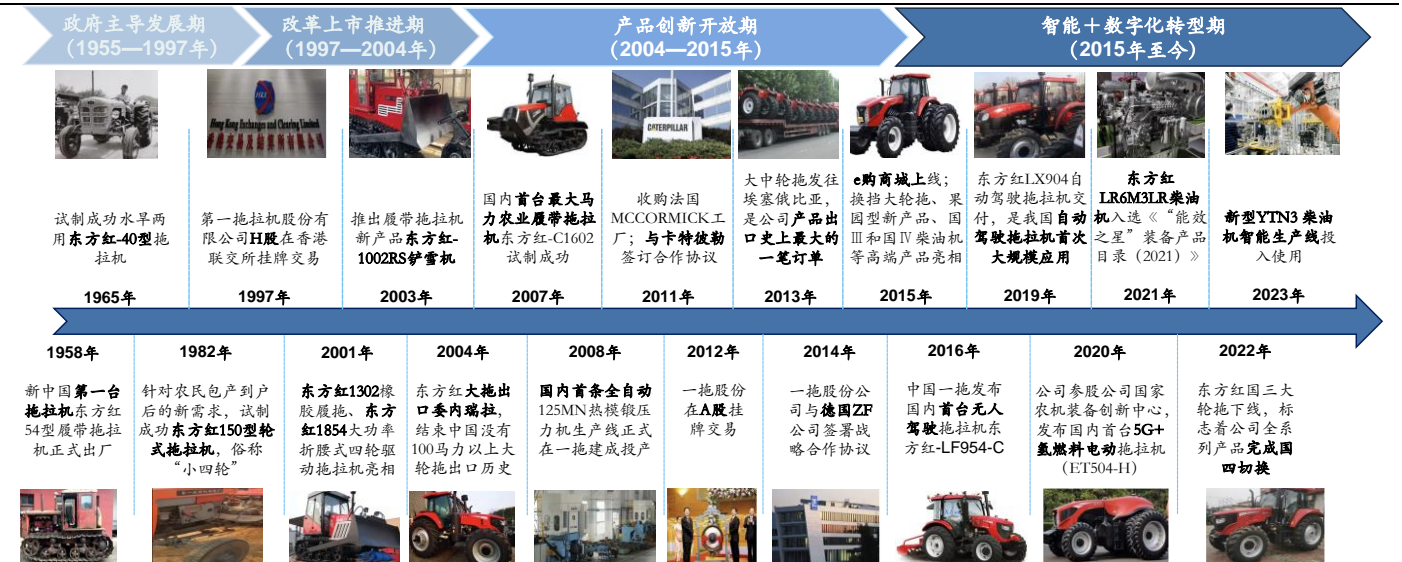 政府主导发展期
（1955—1997年）
改革上市推进期
（1997—2004年）
产品创新开放期
（2004—2015年）
智能＋数字化转型期
（2015年至今）
HKEx
Hong Kong Exchanges and Clearing Limited
香港交易及结算所有限公司
CATERPILLAR
试制成功水旱两
用东方红-40型拖
拉机
1965年
第一拖拉机股份有
限公司H股在香港
联交所挂牌交易
1997年
推出履带拖拉机
新产品东方红-
1002RS铲雪机
2003年
国内首台最大马
力农业履带拖拉
机东方红-C1602
试制成功
2007年
收购法国
MCCORMICK工
厂；与卡特彼勒
签订合作协议
2011年
大中轮拖发往
埃塞俄比亚，
是公司产品出
口史上最大的
一笔订单
2013年
e购商城上线；
换挡大轮拖、果
园型新产品、国
Ⅲ和国Ⅳ柴油机
等高端产品亮相
2015年
东方红LX904自
动驾驶拖拉机交
付，是我国自动
驾驶拖拉机首次
大规模应用
2019年
东方红
LR6M3LR柴油
机入选《“能效
之星”装备产品
目录（2021）》
2021年
新型YTN3 柴油
机智能生产线投
入使用
2023年
1958年
新中国第一台
拖拉机东方红
54型履带拖拉
机正式出厂
1982年
针对农民包产到户
后的新需求，试制
成功东方红150型轮
式拖拉机，俗称
“小四轮”
2001年
东方红1302橡
胶履拖、东方
红1854大功率
折腰式四轮驱
动拖拉机亮相
2004年
东方红大拖出
口委内瑞拉，
结束中国没有
100马力以上大
轮拖出口历史
2008年
国内首条全自动
125MN热模锻压
力机生产线正式
在一拖建成投产
2012年
一拖股份
在A股挂
牌交易
2014年
一拖股份公
司与德国ZF
公司签署战
略合作协议
2016年
中国一拖发布
国内首台无人
驾驶拖拉机东
方红-LF954-C
2020年
公司参股公司国家
农机装备创新中心，
发布国内首台5G+
氢燃料电动拖拉机
（ET504-H）
2022年
东方红国三大
轮拖下线，标
志着公司全系
列产品完成国
四切换